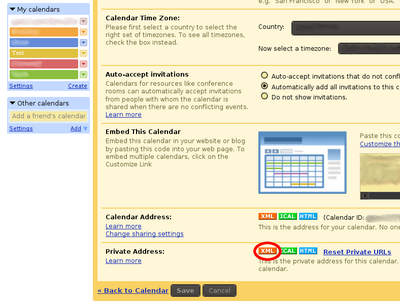 My calendars
Test
Settings
Create
Other calendars
Add a friend's calendar
Settings
Add
e.g. San Francisco or New York or USA.
Calendar Time Zone:
Please first select a country to select the
right set of timezones. To see all timezones,
check the box instead.
Country:
Now select a timezone:
Auto-accept invitations
Calendars for resources like conference
rooms can automatically accept invitations
from people with whom the calendar is
shared when there are no conflicting events.
Learn more
Auto-accept invitations that do not confl
Automatically add all invitations to this c
Do not show invitations.
Embed This Calendar
Embed this calendar in your website or blog
by pasting this code into your web page. To
embed multiple calendars, click on the
Customize Link
Paste this co
Customize th
Calendar Address:
Learn more
Change sharing settings
XML ICAL HTML (Calendar ID:
This is the address for your calendar. No o
Private Address:
Learn more
XML ICAL HTML Reset Private URLs
This is the private address for this calendar.
calendar.
« Back to Calendar
Save
Cancel